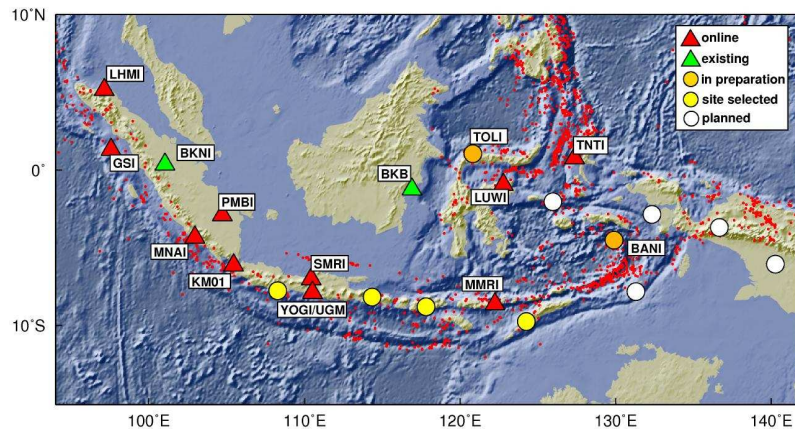 10°N
0°
10°S
100°E
110°E
120°E
130°E
140°E
online
existing
in preparation
site selected
planned
LHMI
GSI
BKNI
PMBI
MNAI
KM01
SMRI
YOGI/UGM
BKB
TOLI
LUWI
TNTI
BANI
MMRI